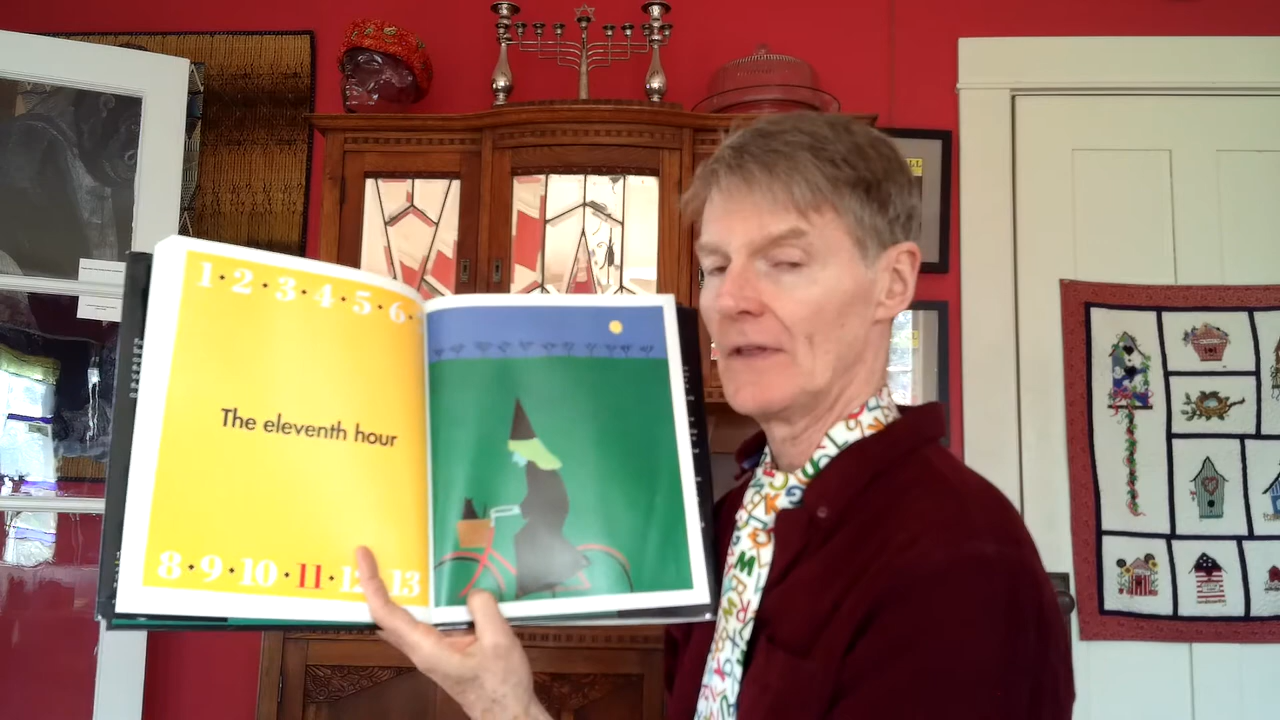 1 · 2 · 3 · 4 · 5 · 6 ·
The eleventh hour
8 · 9 · 10 · 11 · 12 13